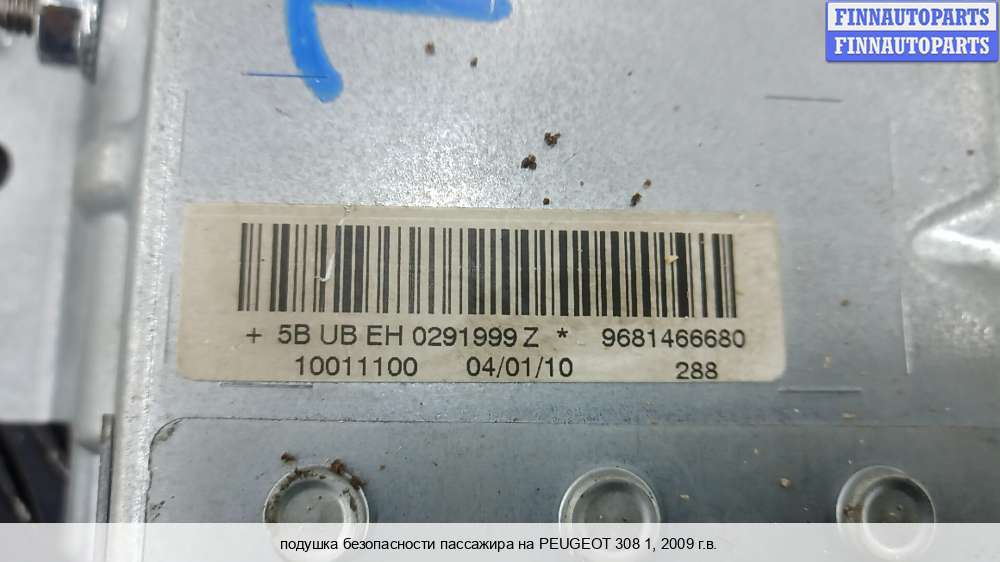 FINNAUTOPARTS
FINNAUTOPARTS
+ 5B UB EH 0291999 Z * 9681466680
10011100 04/01/10 288
подушка безопасности пассажира на PEUGEOT 308 1, 2009 г.в.